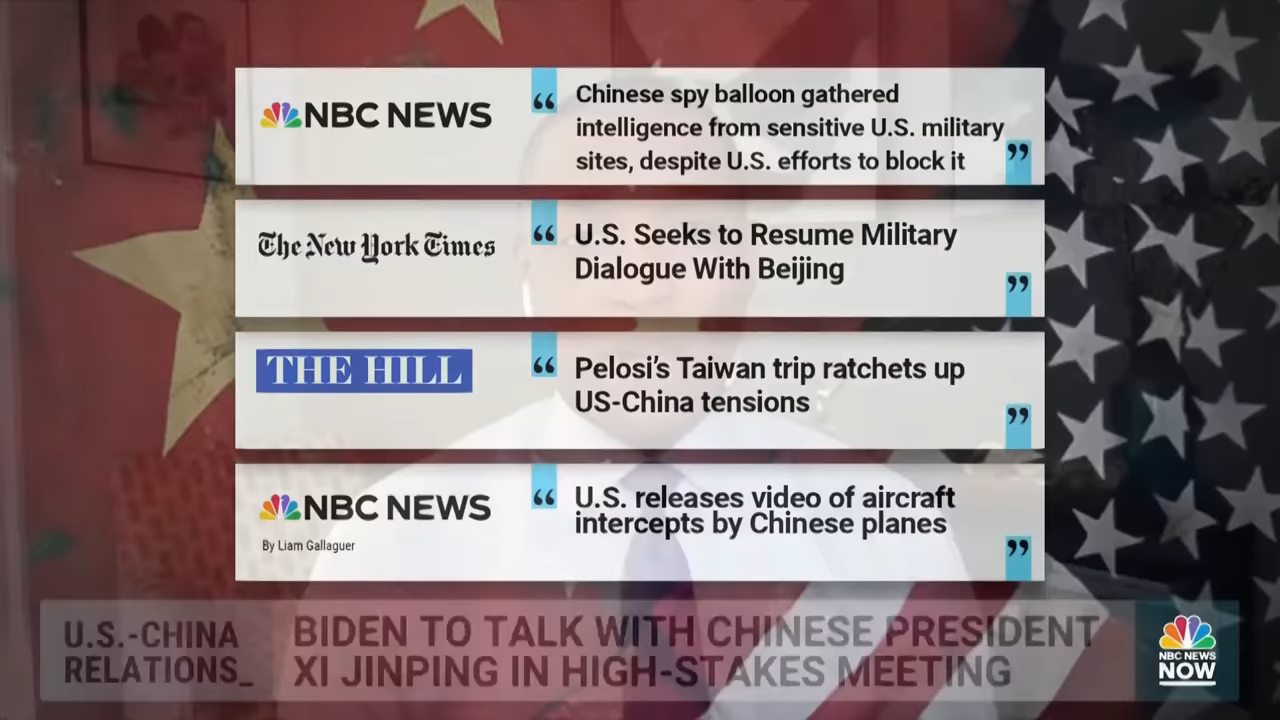 NBC NEWS
“ Chinese spy balloon gathered
intelligence from sensitive U.S. military
sites, despite U.S. efforts to block it ”
The New York Times
“ U.S. Seeks to Resume Military
Dialogue With Beijing ”
THE HILL
“ Pelosi’s Taiwan trip ratchets up
US-China tensions ”
NBC NEWS
By Liam Gallaguer
“ U.S. releases video of aircraft
intercepts by Chinese planes ”
U.S.-CHINA
RELATIONS_
BIDEN TO TALK WITH CHINESE PRESIDENT
XI JINPING IN HIGH-STAKES MEETING
NBC NEWS
NOW